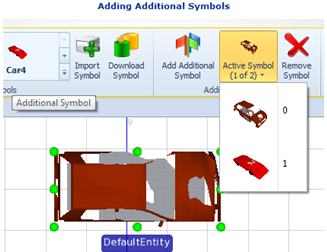 Adding Additional Symbols
Car4
Import Symbol
Download Symbol
Add Additional Symbol
Active Symbol (1 of 2)
Remove Symbol
Additional Symbol
0
1
DefaultEntity